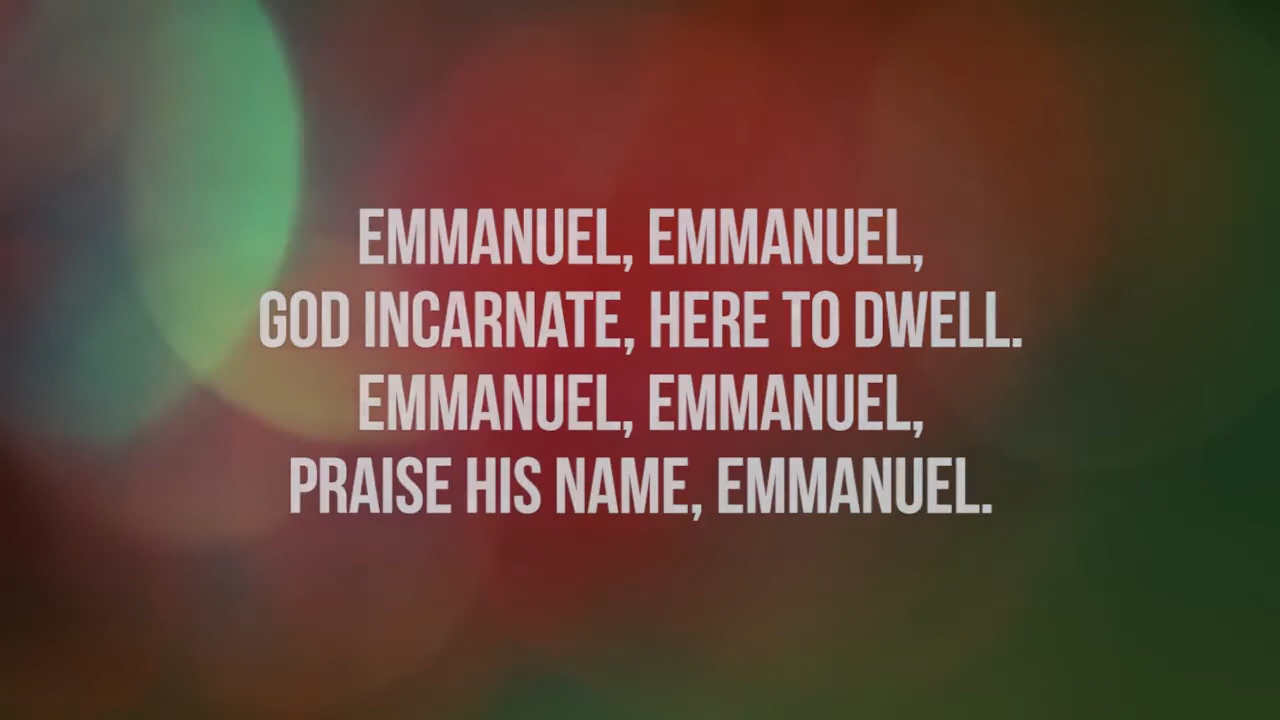 EMMANUEL, EMMANUEL,
GOD INCARNATE, HERE TO DWELL.
EMMANUEL, EMMANUEL,
PRAISE HIS NAME, EMMANUEL.